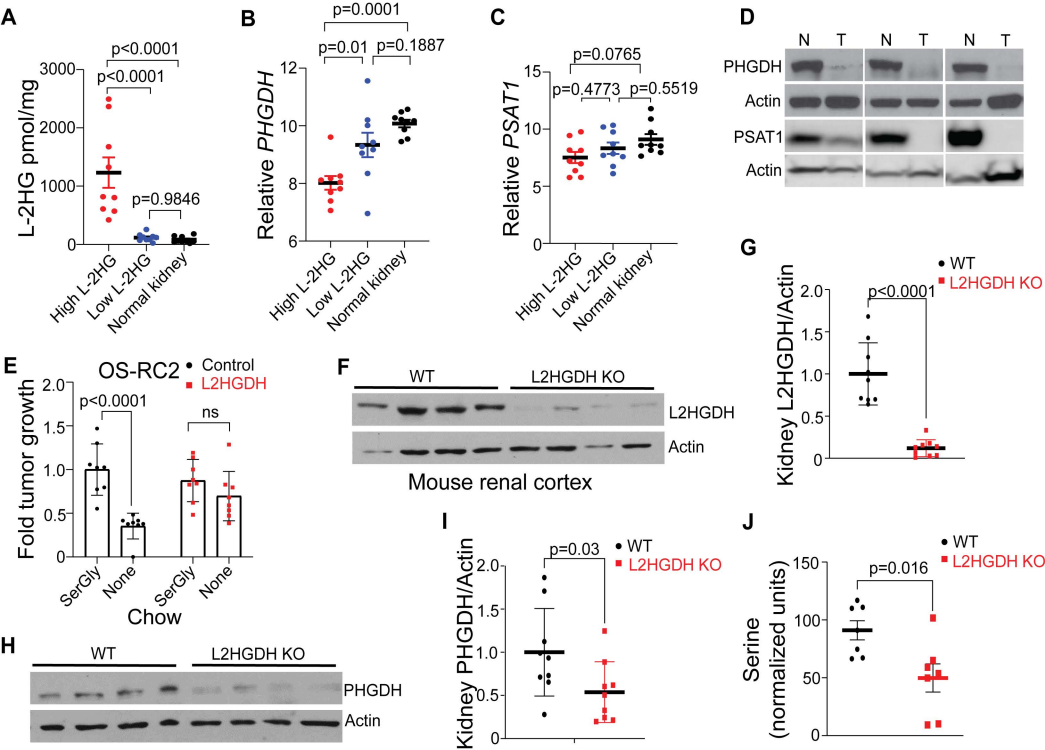 A
p<0.0001
p<0.0001
p=0.9846
L-2HG pmol/mg
3000
2000
1000
0
High L-2HG
Low L-2HG
Normal kidney
B
p=0.0001
p=0.01
p=0.1887
Relative PHGDH
12
10
8
6
High L-2HG
Low L-2HG
Normal kidney
C
p=0.0765
p=0.4773
p=0.5519
Relative PSAT1
15
10
5
0
High L-2HG
Low L-2HG
Normal kidney
D
N T N T N T
PHGDH
Actin
PSAT1
Actin
E
OS-RC2
Control
L2HGDH
p<0.0001
ns
Fold tumor growth
2.0
1.5
1.0
0.5
0
SerGly
None
SerGly
None
Chow
F
WT
L2HGDH KO
L2HGDH
Actin
Mouse renal cortex
G
WT
L2HGDH KO
p<0.0001
Kidney L2HGDH/Actin
2.0
1.5
1.0
0.5
0.0
H
WT
L2HGDH KO
PHGDH
Actin
I
WT
L2HGDH KO
p=0.03
Kidney PHGDH/Actin
2.0
1.5
1.0
0.5
0
J
WT
L2HGDH KO
p=0.016
Serine
(normalized units)
150
100
50
0